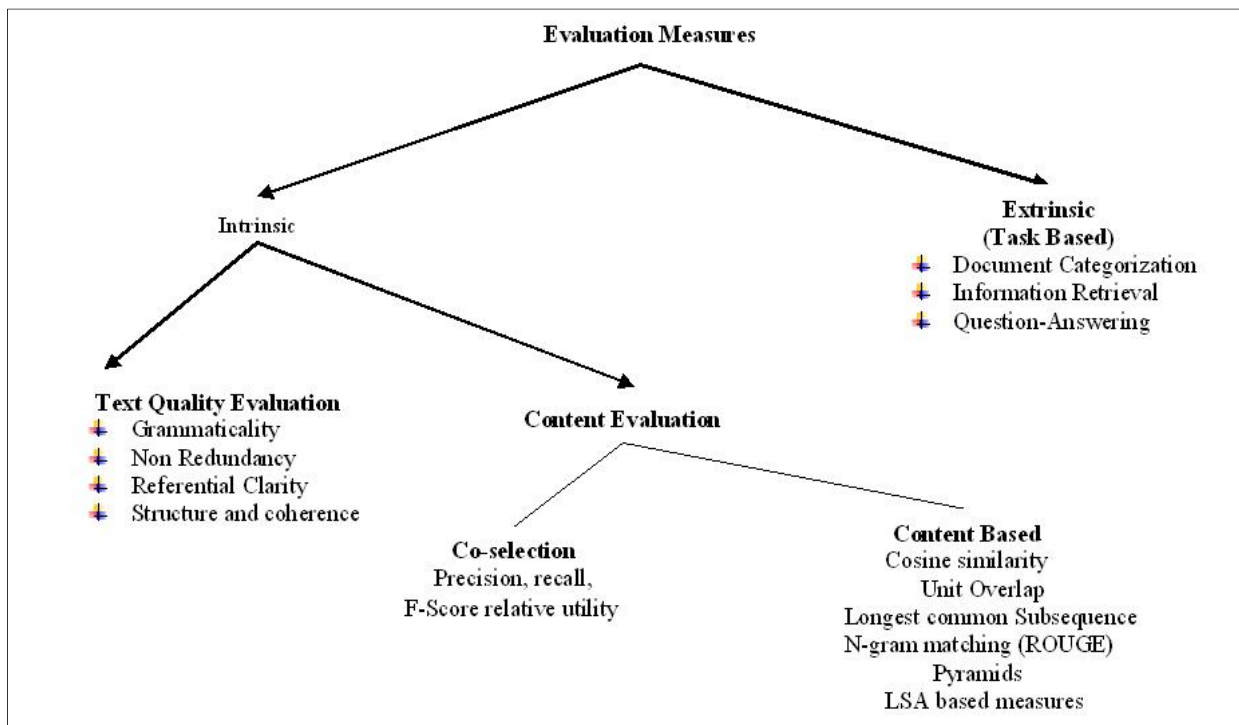 Evaluation Measures
Intrinsic
Extrinsic
(Task Based)
Document Categorization
Information Retrieval
Question-Answering
Text Quality Evaluation
Grammaticality
Non Redundancy
Referential Clarity
Structure and coherence
Content Evaluation
Co-selection
Precision, recall,
F-Score relative utility
Content Based
Cosine similarity
Unit Overlap
Longest common Subsequence
N-gram matching (ROUGE)
Pyramids
LSA based measures